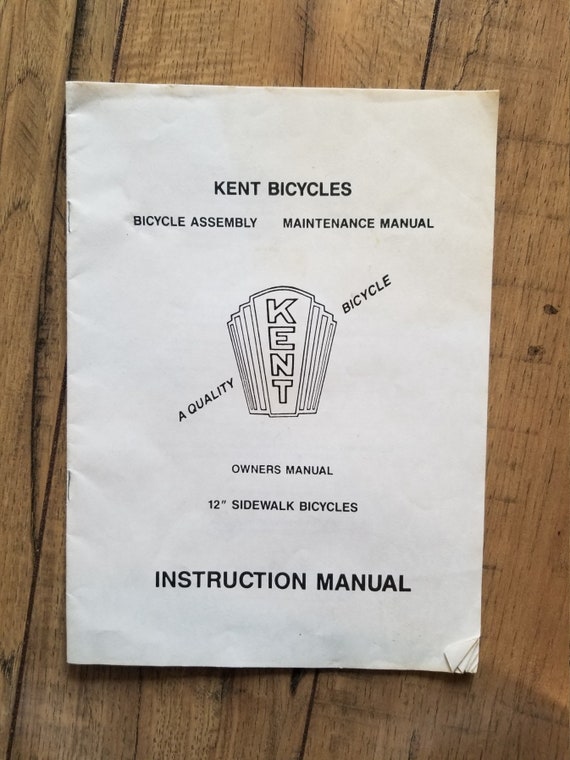 KENT BICYCLES
BICYCLE ASSEMBLY MAINTENANCE MANUAL
A QUALITY BICYCLE
KENT
OWNERS MANUAL
12" SIDEWALK BICYCLES
INSTRUCTION MANUAL